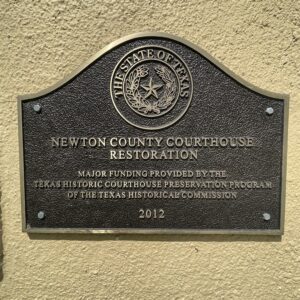 THE STATE OF TEXAS
NEWTON COUNTY COURTHOUSE
RESTORATION
MAJOR FUNDING PROVIDED BY THE
TEXAS HISTORIC COURTHOUSE PRESERVATION PROGRAM
OF THE TEXAS HISTORICAL COMMISSION
2012